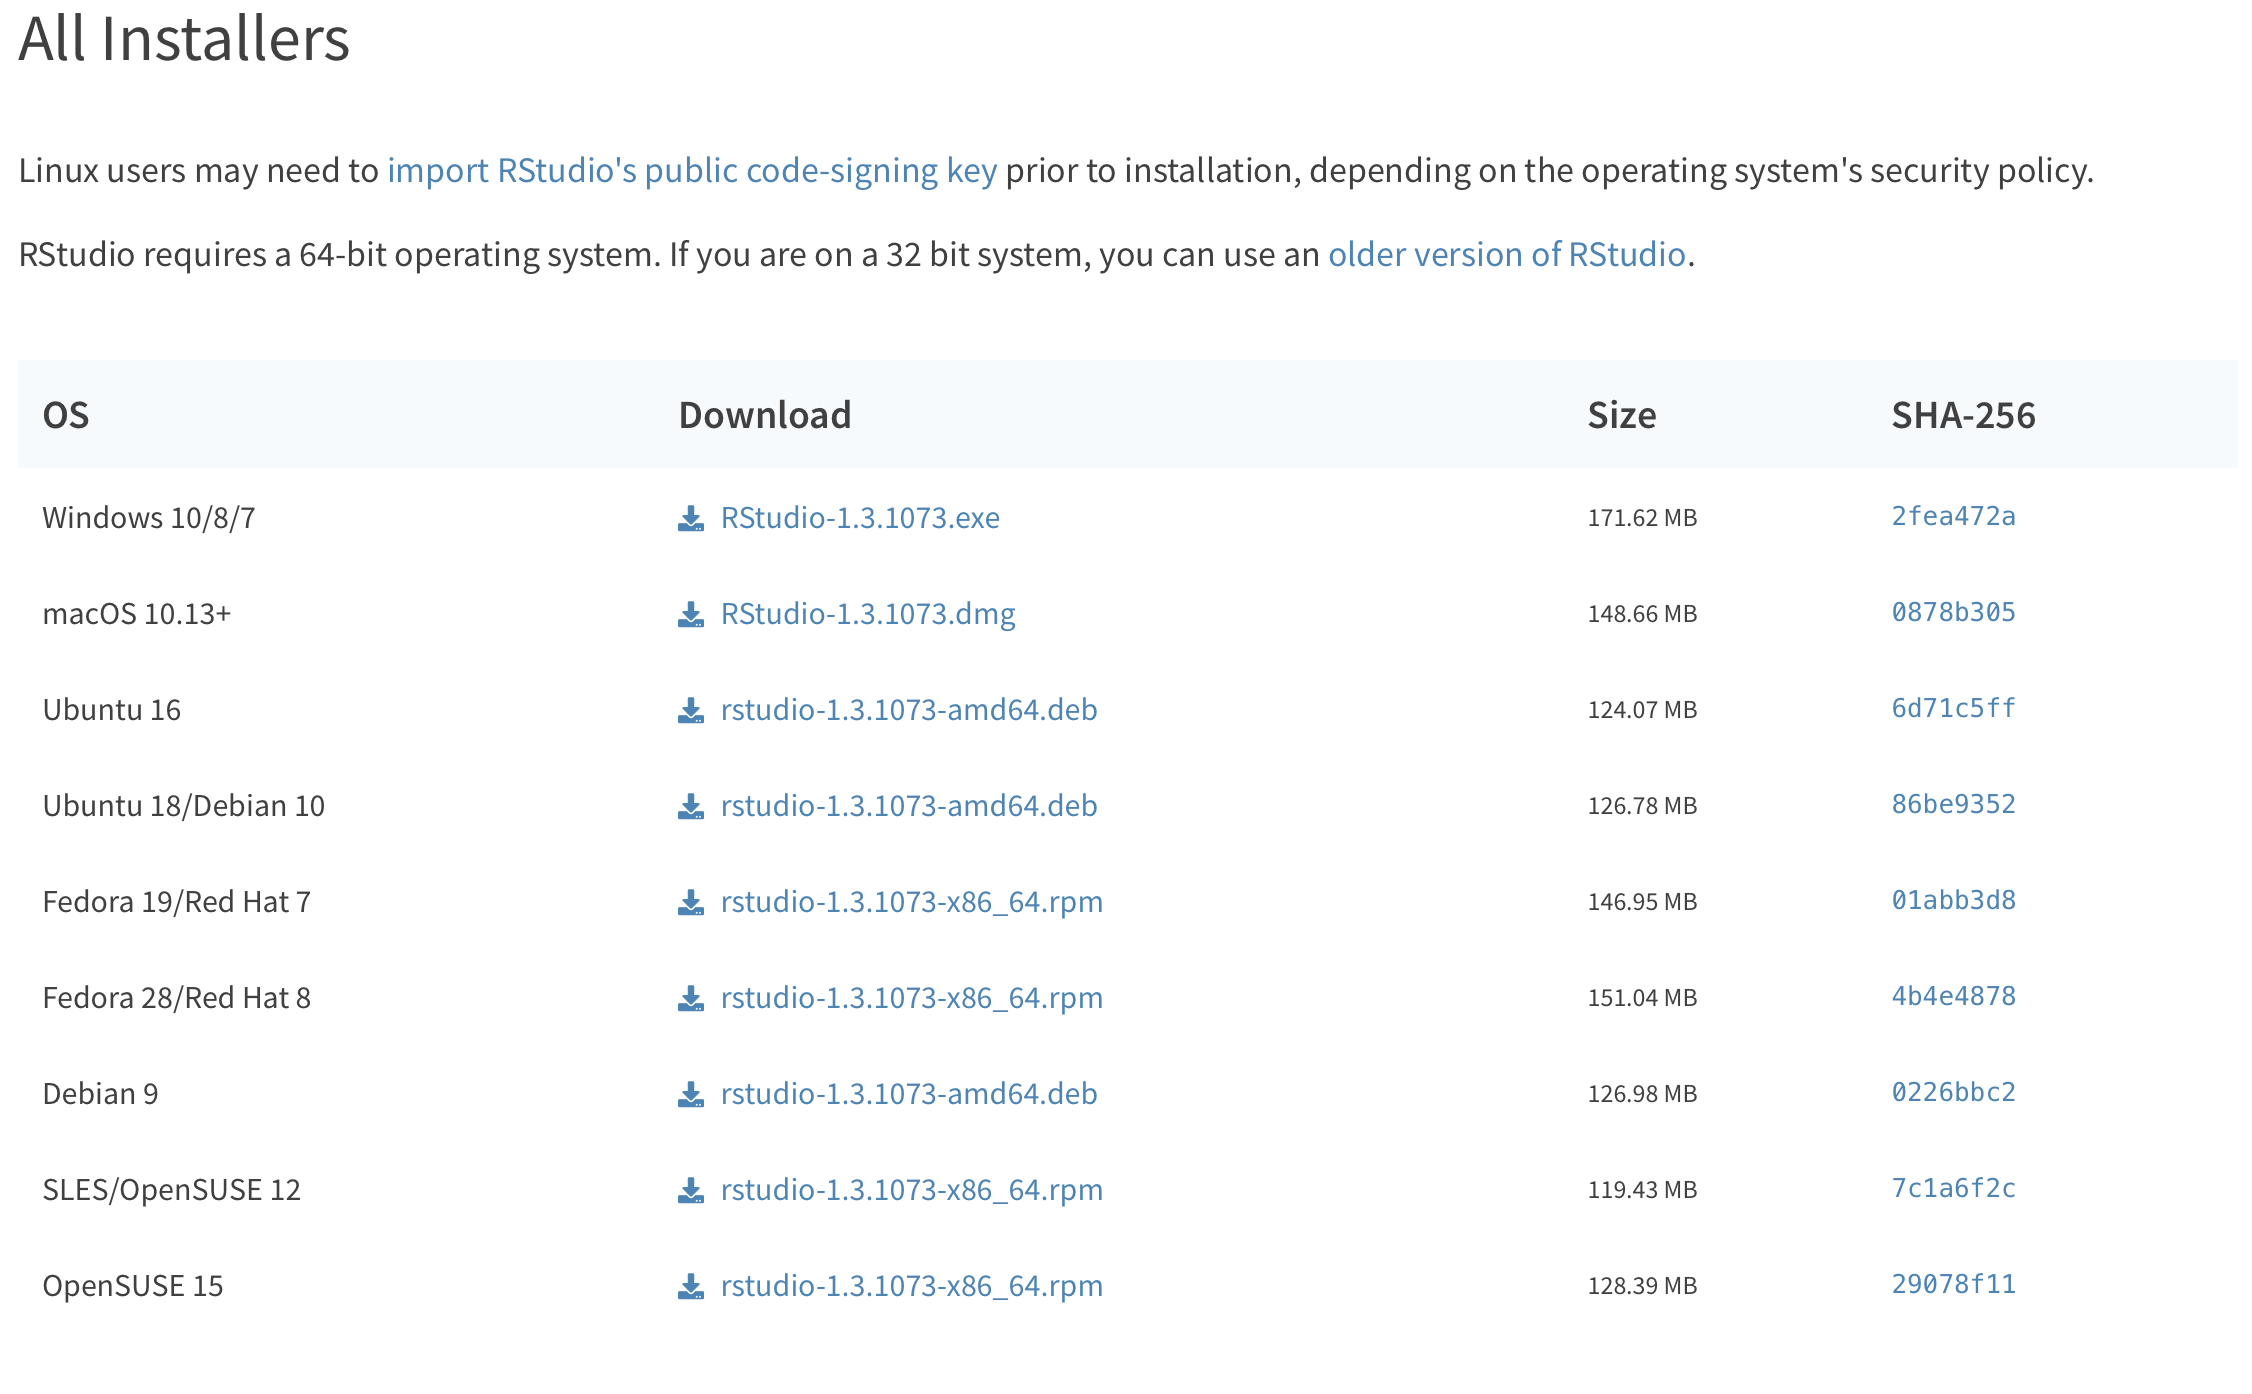 All Installers
Linux users may need to import RStudio's public code-signing key prior to installation, depending on the operating system's security policy.
RStudio requires a 64-bit operating system. If you are on a 32 bit system, you can use an older version of RStudio.
OS Download Size SHA-256
Windows 10/8/7 RStudio-1.3.1073.exe 171.62 MB 2fea472a
macOS 10.13+ RStudio-1.3.1073.dmg 148.66 MB 0878b305
Ubuntu 16 rstudio-1.3.1073-amd64.deb 124.07 MB 6d71c5ff
Ubuntu 18/Debian 10 rstudio-1.3.1073-amd64.deb 126.78 MB 86be9352
Fedora 19/Red Hat 7 rstudio-1.3.1073-x86_64.rpm 146.95 MB 01abb3d8
Fedora 28/Red Hat 8 rstudio-1.3.1073-x86_64.rpm 151.04 MB 4b4e4878
Debian 9 rstudio-1.3.1073-amd64.deb 126.98 MB 0226bbc2
SLES/OpenSUSE 12 rstudio-1.3.1073-x86_64.rpm 119.43 MB 7c1a6f2c
OpenSUSE 15 rstudio-1.3.1073-x86_64.rpm 128.39 MB 29078f11